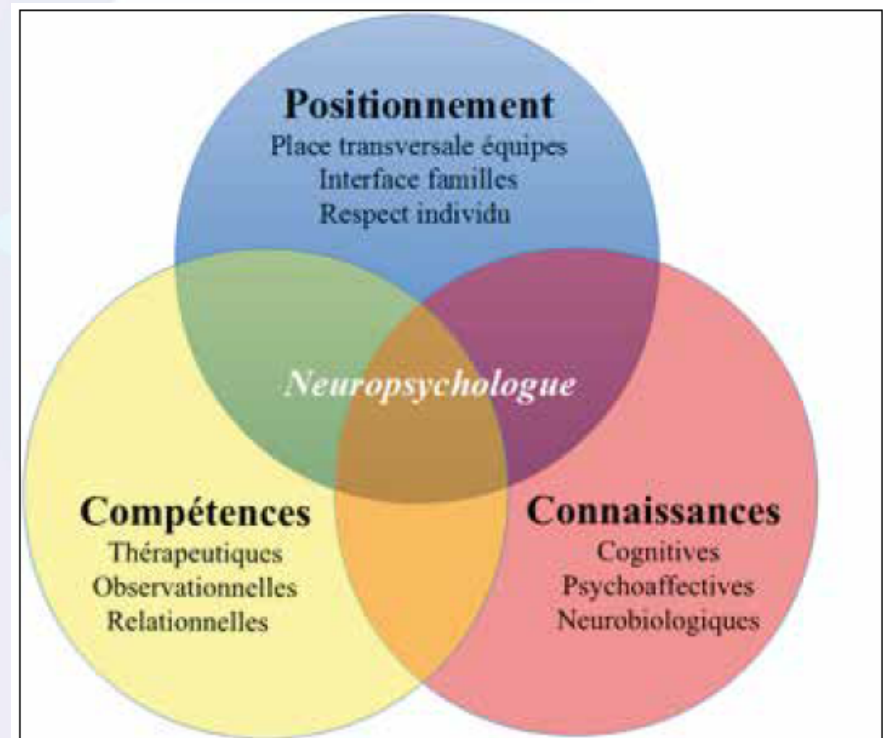 Positionnement
Place transversale équipes
Interface familles
Respect individu
Neuropsychologue
Compétences
Thérapeutiques
Observationnelles
Relationnelles
Connaissances
Cognitives
Psychoaffectives
Neurobiologiques